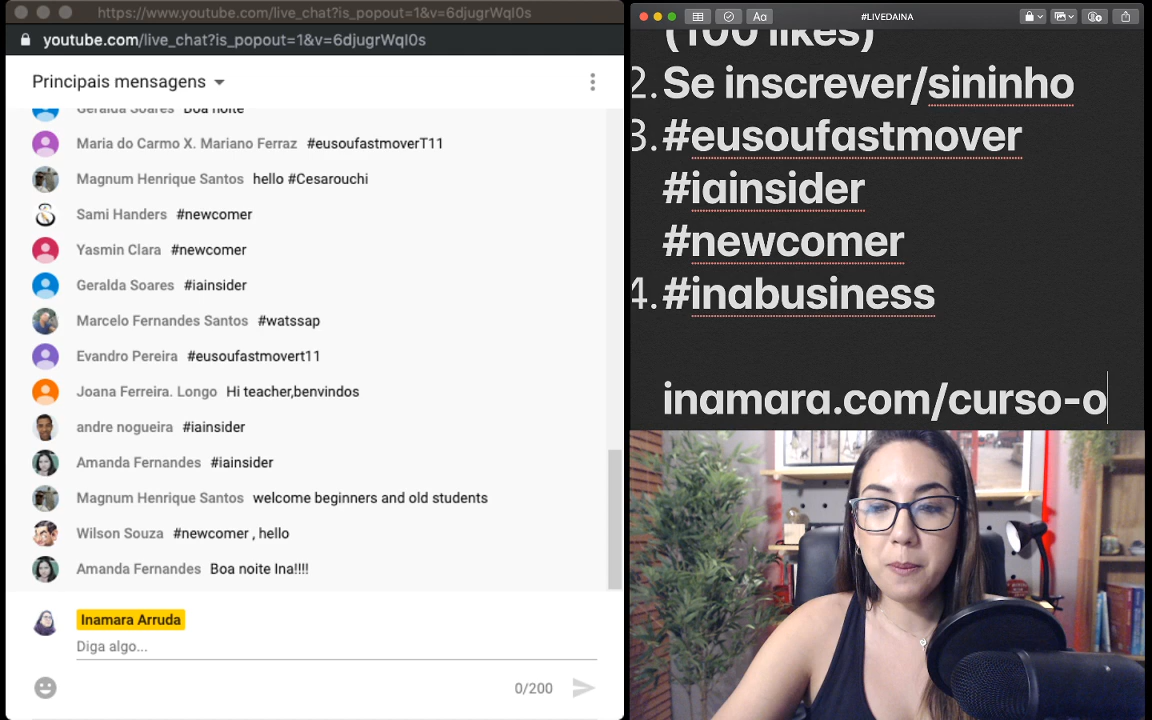 https://www.youtube.com/live_chat?is_popout=1&v=6djugrWqI0s
youtube.com/live_chat?is_popout=1&v=6djugrWqI0s
Principais mensagens
Geralda Soares Boa noite
Maria do Carmo X. Mariano Ferraz #eusoufastmoverT11
Magnum Henrique Santos hello #Cesarouchi
Sami Handers #newcomer
Yasmin Clara #newcomer
Geralda Soares #iainsider
Marcelo Fernandes Santos #watssap
Evandro Pereira #eusoufastmovert11
Joana Ferreira. Longo Hi teacher,benvindos
andre nogueira #iainsider
Amanda Fernandes #iainsider
Magnum Henrique Santos welcome beginners and old students
Wilson Souza #newcomer , hello
Amanda Fernandes Boa noite Ina!!!!
Inamara Arruda
Diga algo...
0/200
Aa
#LIVEDAINA
(100 likes)
2. Se inscrever/sininho
3. #eusoufastmover
#iainsider
#newcomer
4. #inabusiness
inamara.com/curso-o